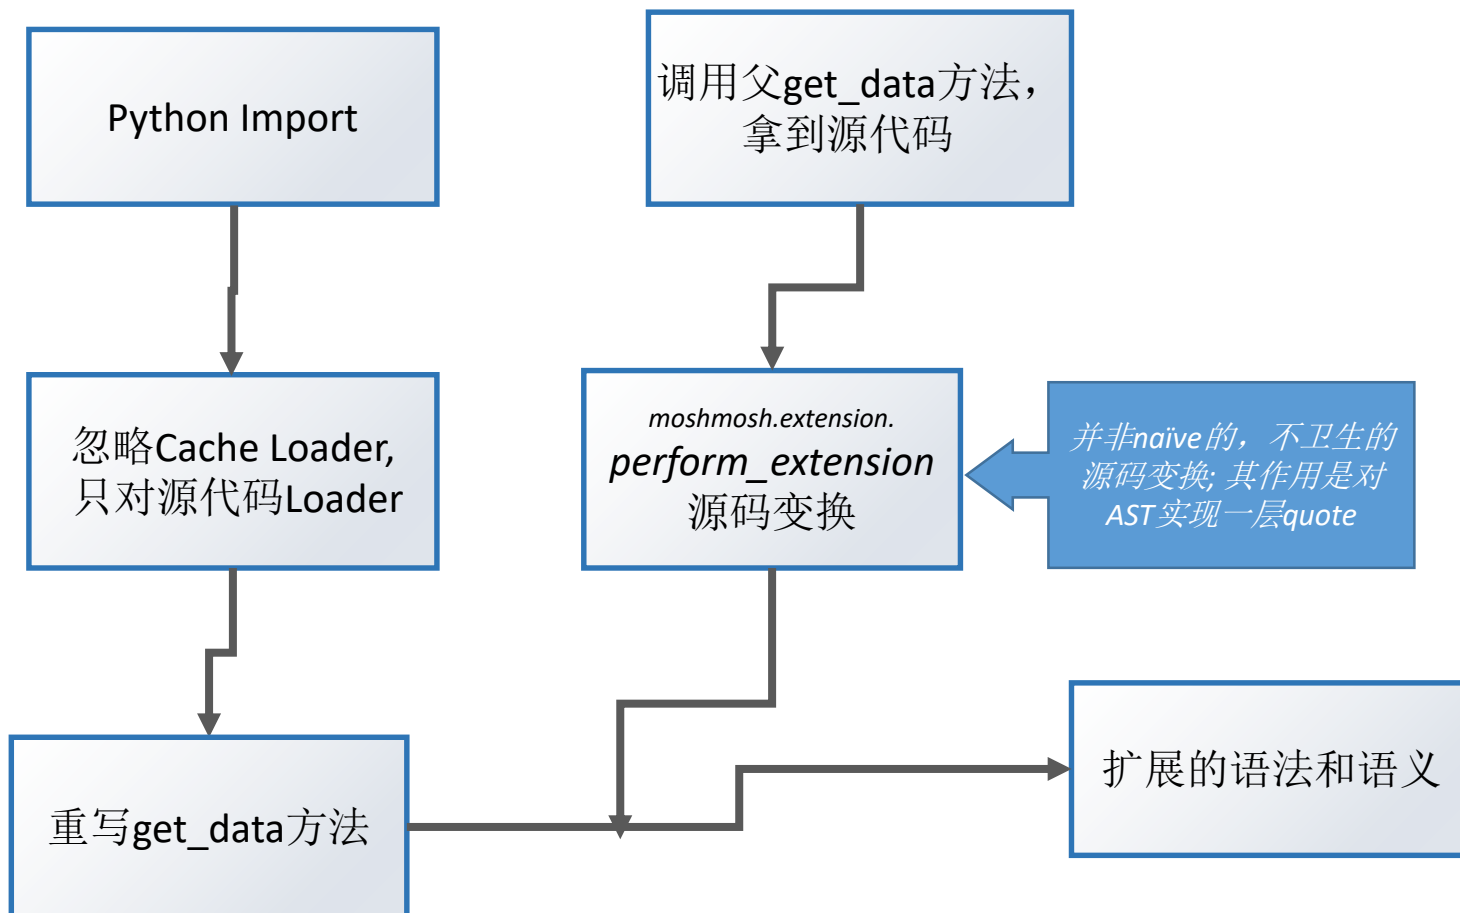 Python Import
调用父get_data方法，
拿到源代码
忽略Cache Loader,
只对源代码Loader
moshmosh.extension.
perform_extension
源码变换
并非naïve的，不卫生的
源码变换; 其作用是对
AST实现一层quote
重写get_data方法
扩展的语法和语义